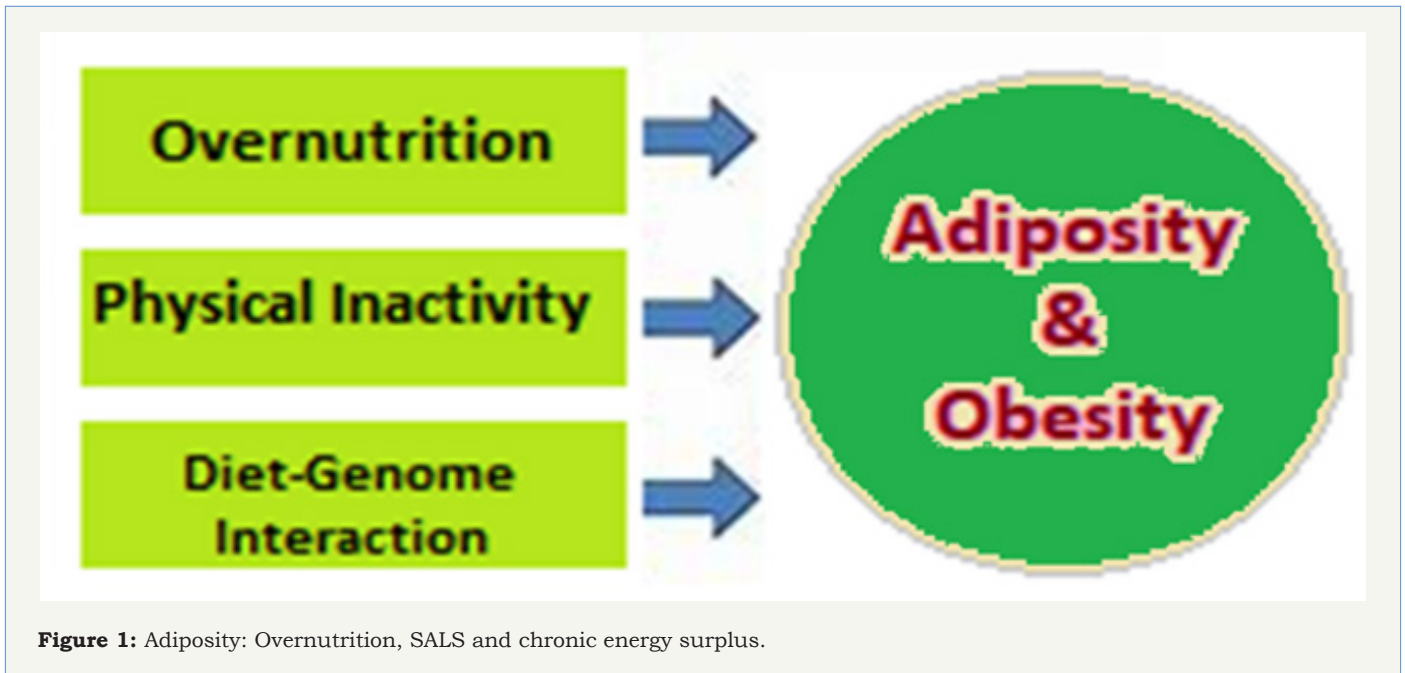 Overnutrition
Physical Inactivity
Diet-Genome
Interaction
Adiposity
&
Obesity
Figure 1: Adiposity: Overnutrition, SALS and chronic energy surplus.